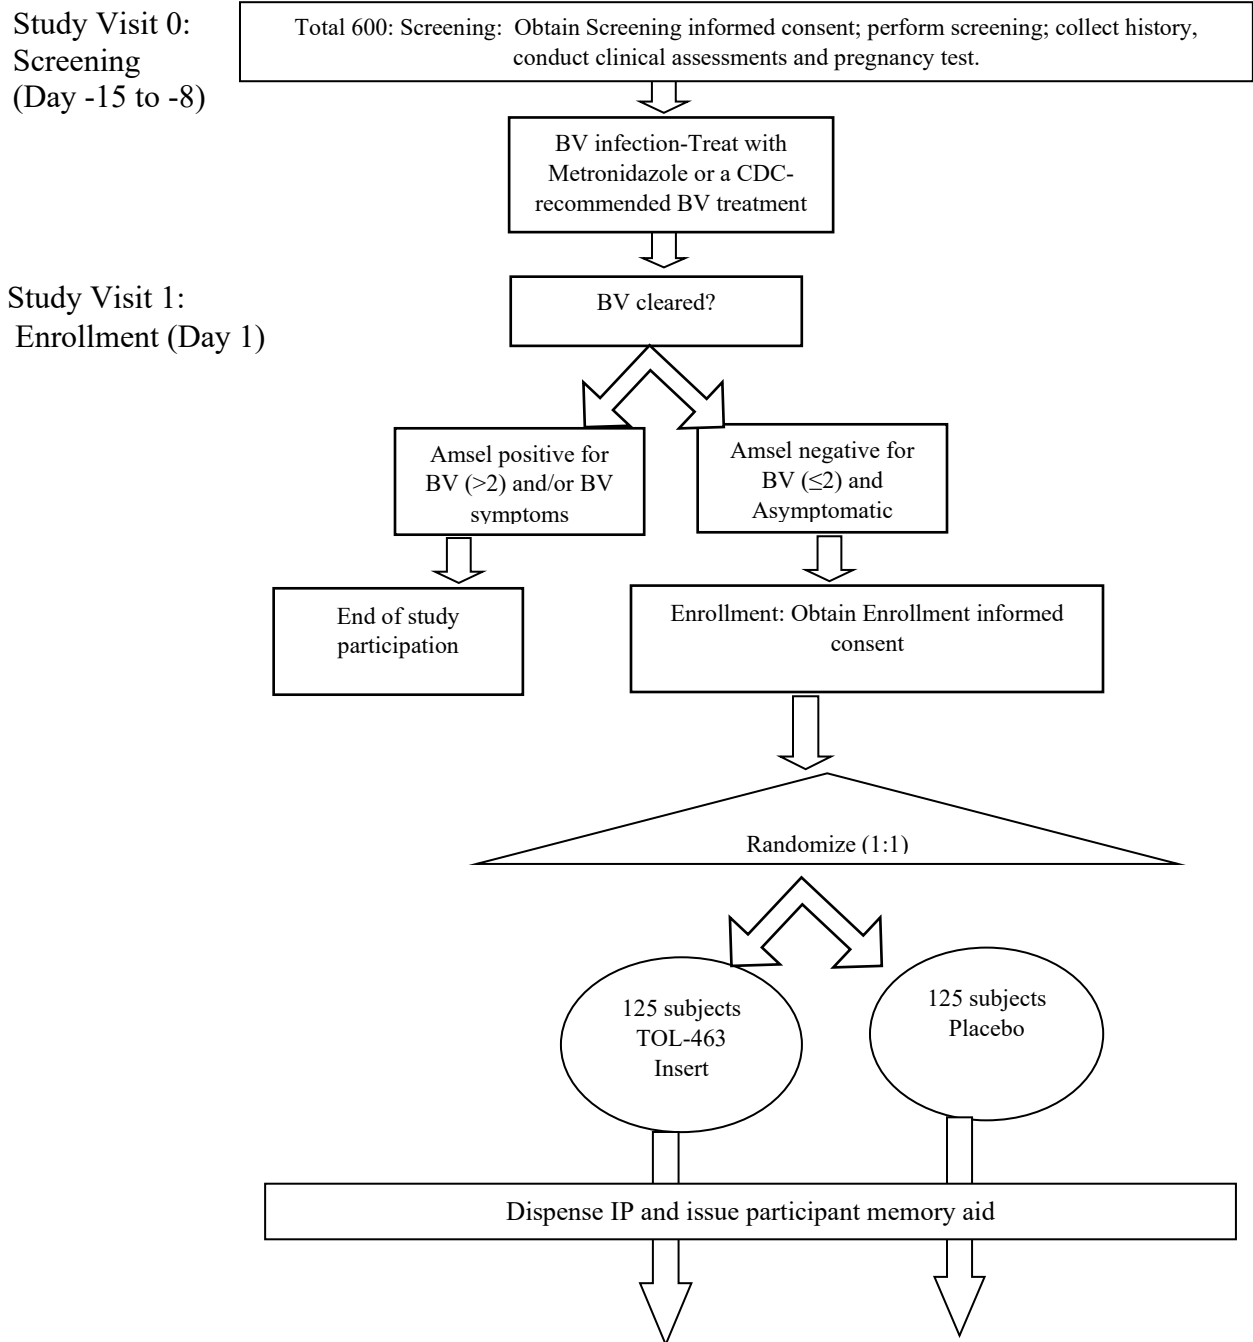 Study Visit 0:
Screening
(Day -15 to -8)
Total 600: Screening: Obtain Screening informed consent; perform screening; collect history,
conduct clinical assessments and pregnancy test.
BV infection-Treat with
Metronidazole or a CDC-
recommended BV treatment
Study Visit 1:
Enrollment (Day 1)
BV cleared?
Amsel positive for
BV (>2) and/or BV
symptoms
Amsel negative for
BV (≤2) and
Asymptomatic
End of study
participation
Enrollment: Obtain Enrollment informed
consent
Randomize (1:1)
125 subjects
TOL-463
Insert
125 subjects
Placebo
Dispense IP and issue participant memory aid